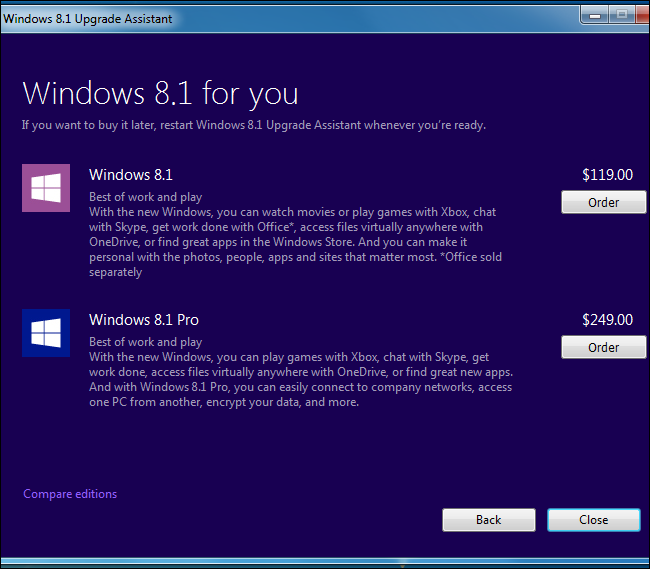 Windows 8.1 Upgrade Assistant
Windows 8.1 for you
If you want to buy it later, restart Windows 8.1 Upgrade Assistant whenever you're ready.
Windows 8.1
$119.00
Best of work and play
Order
With the new Windows, you can watch movies or play games with Xbox, chat
with Skype, get work done with Office*, access files virtually anywhere with
OneDrive, or find great apps in the Windows Store. And you can make it
personal with the photos, people, apps and sites that matter most. *Office sold
separately
Windows 8.1 Pro
$249.00
Best of work and play
Order
With the new Windows, you can play games with Xbox, chat with Skype, get
work done, access files virtually anywhere with OneDrive, or find great new apps.
And with Windows 8.1 Pro, you can easily connect to company networks, access
one PC from another, encrypt your data, and more.
Compare editions
Back
Close